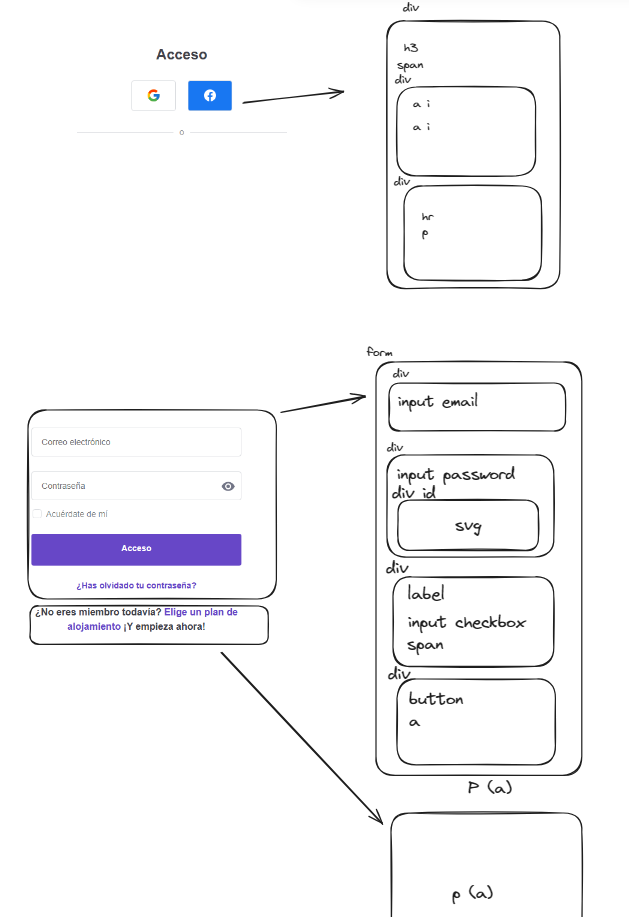 div
h3
span
div
a i
a i
div
hr
p
Acceso
o
form
div
input email
div
input password
div id
svg
div
label
input checkbox
span
div
button
a
P (a)
p (a)
Correo electrónico
Contraseña
Acuérdate de mí
Acceso
¿Has olvidado tu contraseña?
¿No eres miembro todavía? Elige un plan de
alojamiento ¡Y empieza ahora!